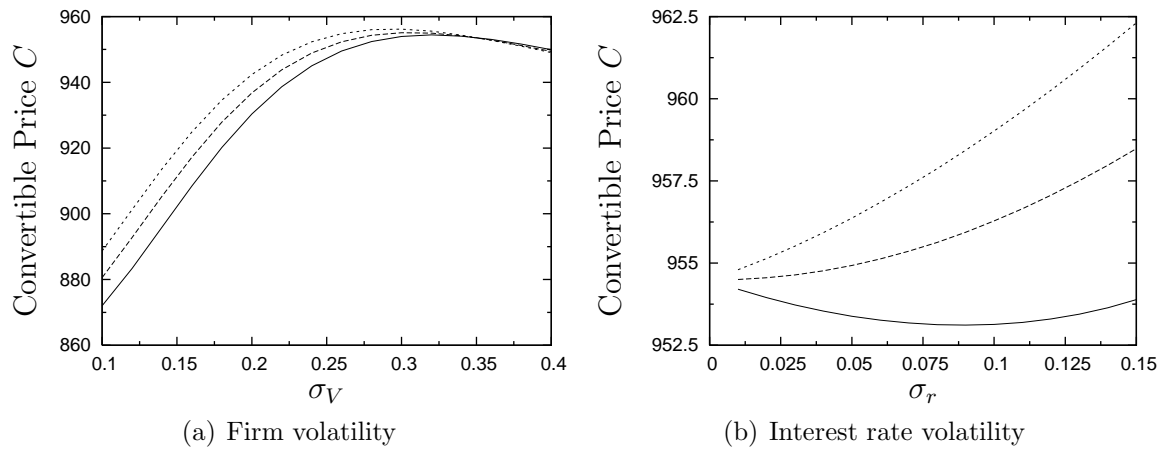 Convertible Price C
960
940
920
900
880
860
0.1 0.15 0.2 0.25 0.3 0.35 0.4
σV
(a) Firm volatility
Convertible Price C
962.5
960
957.5
955
952.5
0 0.025 0.05 0.075 0.1 0.125 0.15
σr
(b) Interest rate volatility